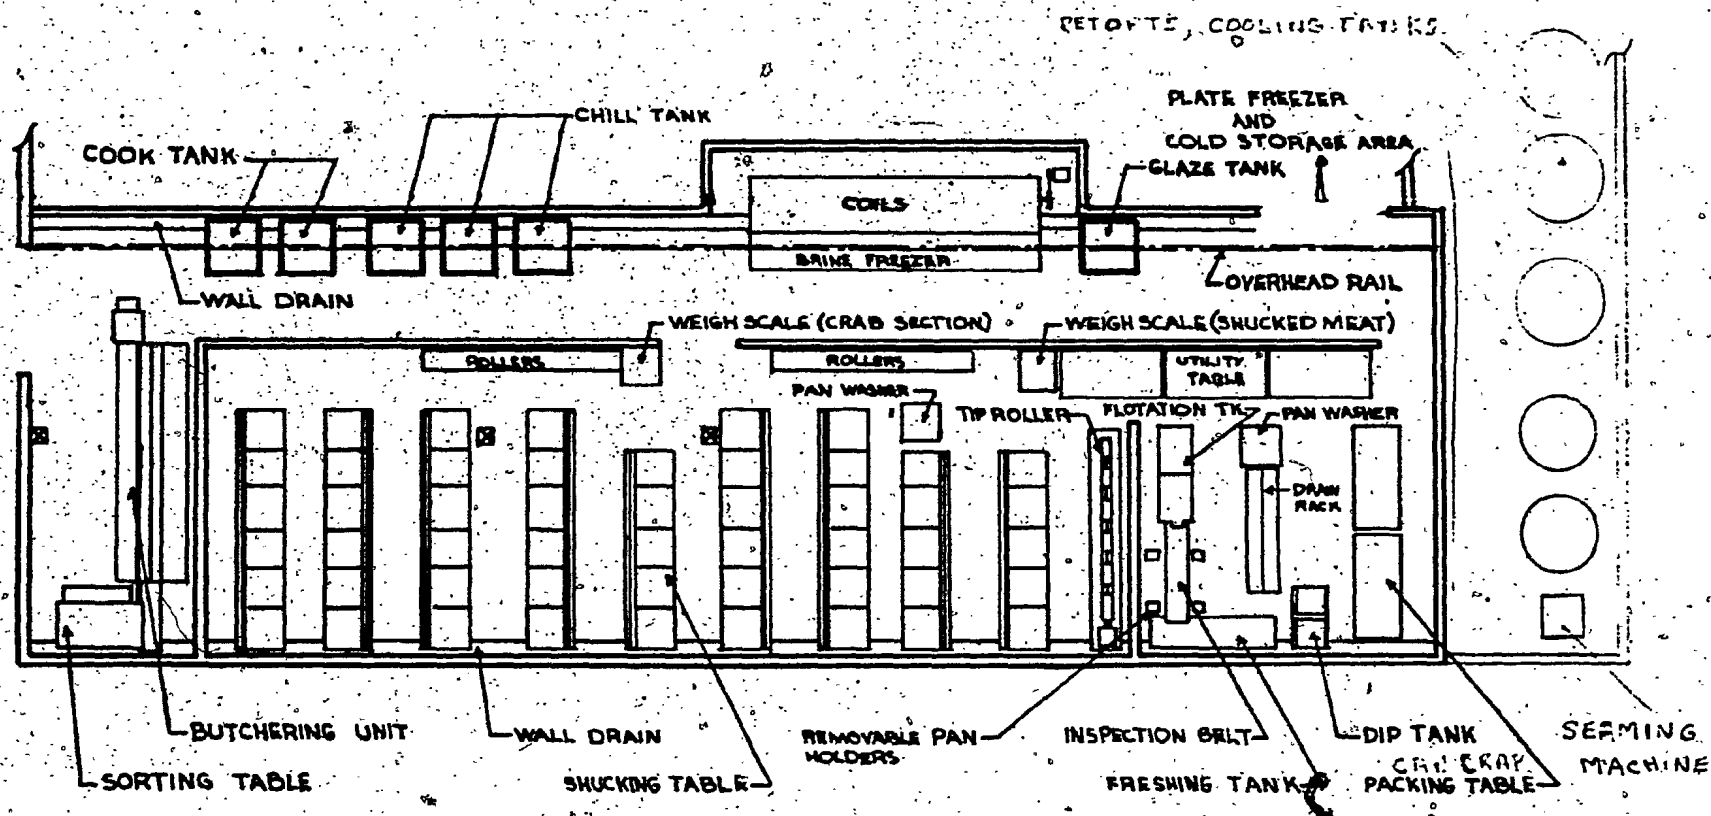 COOLING TANKS
PLATE FREEZER
AND
COLD STORAGE AREA
CHILL TANK
COOK TANK
GLAZE TANK
COILS
BRINE FREEZER
OVERHEAD RAIL
WALL DRAIN
WEIGH SCALE (CRAB SECTION)
WEIGH SCALE (SHUCKED MEAT)
ROLLERS
ROLLERS
UTILITY
TABLE
PAN WASHER
TIP ROLLER
FLOTATION TK
PAN WASHER
DRAIN
RACK
BUTCHERING UNIT
WALL DRAIN
REMOVABLE PAN
HOLDERS
INSPECTION BELT
DIP TANK
SEAMING
MACHINE
SORTING TABLE
SHUCKING TABLE
FRESHING TANK
PACKING TABLE